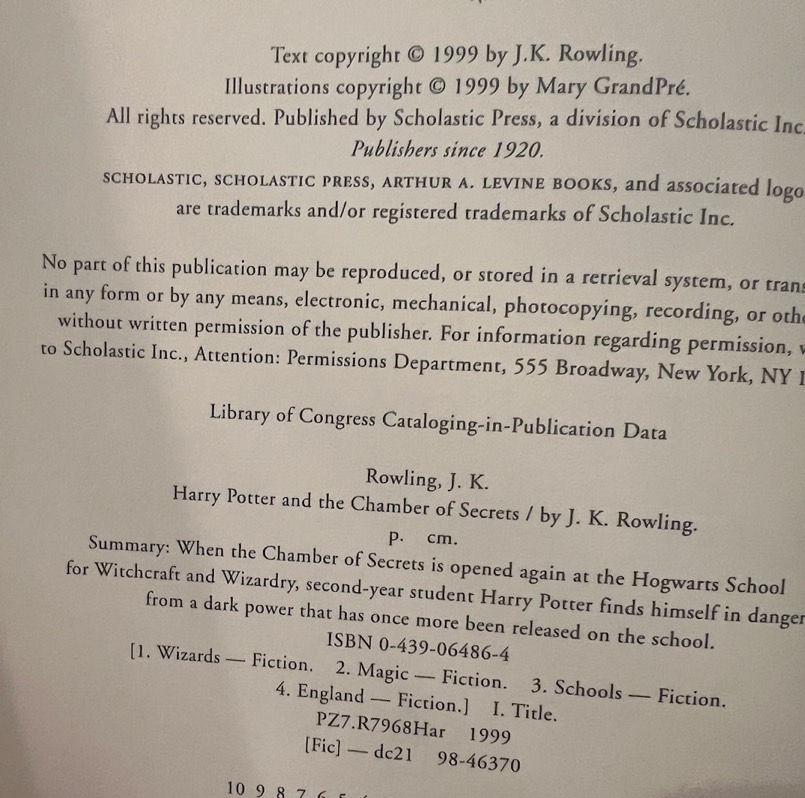 Text copyright © 1999 by J.K. Rowling.
Illustrations copyright © 1999 by Mary GrandPré.
All rights reserved. Published by Scholastic Press, a division of Scholastic Inc.
Publishers since 1920.
SCHOLASTIC, SCHOLASTIC PRESS, ARTHUR A. LEVINE BOOKS, and associated logo
are trademarks and/or registered trademarks of Scholastic Inc.
No part of this publication may be reproduced, or stored in a retrieval system, or trans
in any form or by any means, electronic, mechanical, photocopying, recording, or oth
without written permission of the publisher. For information regarding permission,
to Scholastic Inc., Attention: Permissions Department, 555 Broadway, New York, NY 1
Library of Congress Cataloging-in-Publication Data
Rowling, J. K.
Harry Potter and the Chamber of Secrets / by J. K. Rowling.
p. cm.
Summary: When the Chamber of Secrets is opened again at the Hogwarts School
for Witchcraft and Wizardry, second-year student Harry Potter finds himself in danger
from a dark power that has once more been released on the school.
ISBN 0-439-06486-4
[1. Wizards — Fiction. 2. Magic — Fiction. 3. Schools — Fiction.
4. England — Fiction.] I. Title.
PZ7.R7968Har 1999
[Fic] — dc21 98-46370
10 9 8 7 6 5